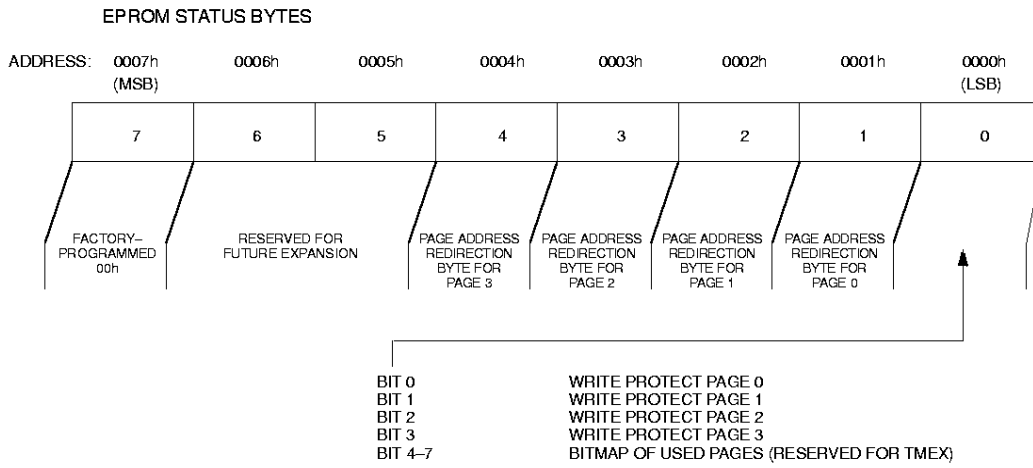 EPROM STATUS BYTES
ADDRESS: 0007h 0006h 0005h 0004h 0003h 0002h 0001h 0000h
(MSB) (LSB)
7 6 5 4 3 2 1 0
FACTORY–
PROGRAMMED
00h
RESERVED FOR
FUTURE EXPANSION
PAGE ADDRESS
REDIRECTION
BYTE FOR
PAGE 3
PAGE ADDRESS
REDIRECTION
BYTE FOR
PAGE 2
PAGE ADDRESS
REDIRECTION
BYTE FOR
PAGE 1
PAGE ADDRESS
REDIRECTION
BYTE FOR
PAGE 0
BIT 0 WRITE PROTECT PAGE 0
BIT 1 WRITE PROTECT PAGE 1
BIT 2 WRITE PROTECT PAGE 2
BIT 3 WRITE PROTECT PAGE 3
BIT 4–7 BITMAP OF USED PAGES (RESERVED FOR TMEX)